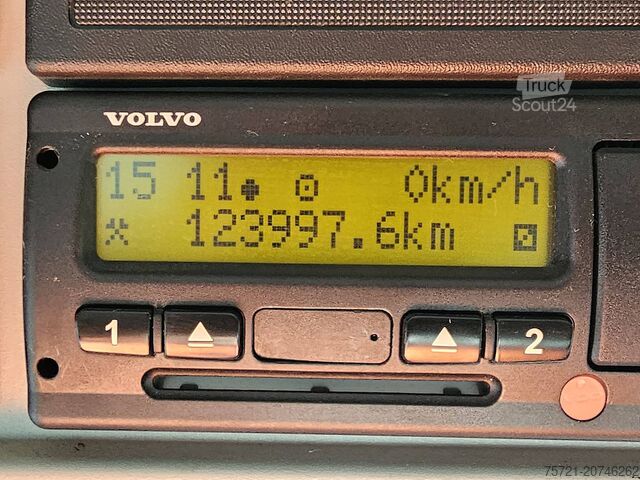 Truck
Scout24
VOLVO
15 11 0km/h
123997.6km
1 2
75721-20746262